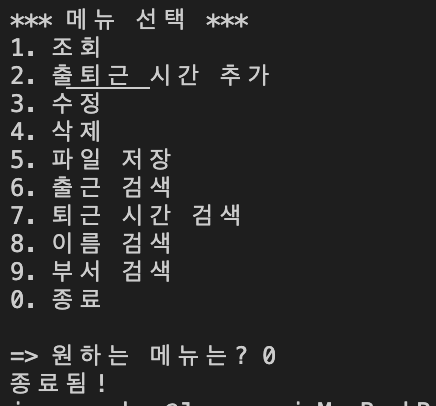 *** 메뉴 선택 ***
1. 조회
2. 출퇴근 시간 추가
3. 수정
4. 삭제
5. 파일 저장
6. 출근 검색
7. 퇴근 시간 검색
8. 이름 검색
9. 부서 검색
0. 종료
=> 원하는 메뉴는? 0
종료됨!